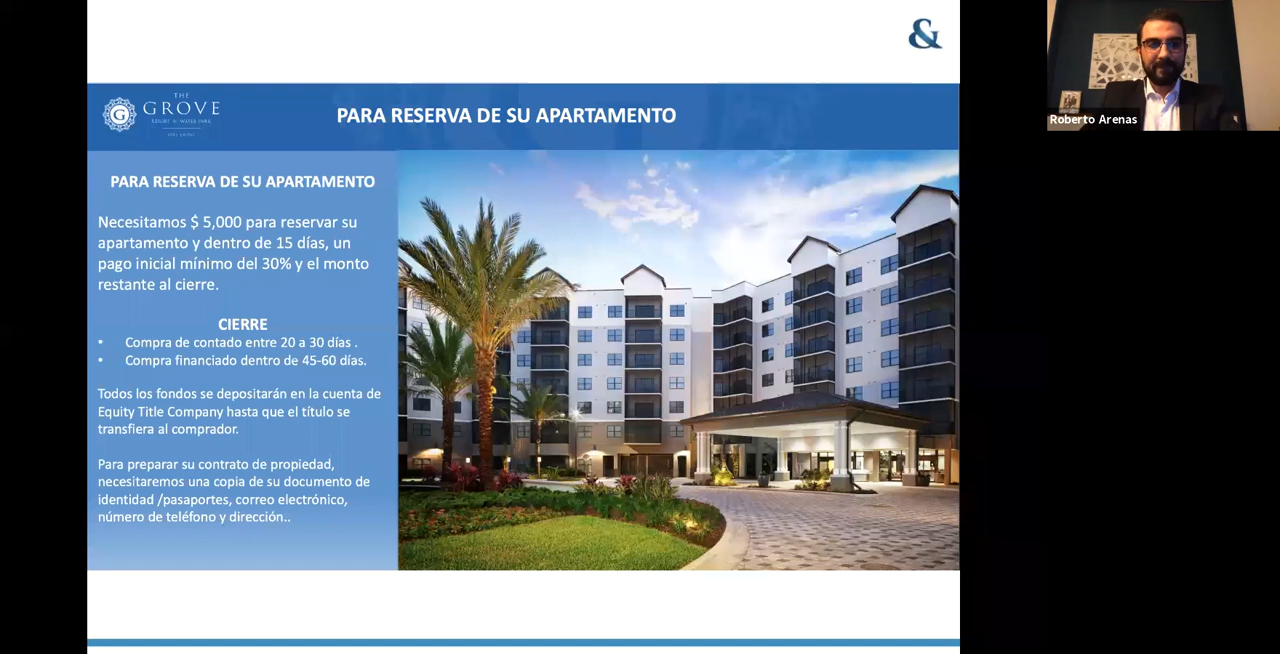 &
THE
GROVE
RESORT & WATER PARK
G
PARA RESERVA DE SU APARTAMENTO
PARA RESERVA DE SU APARTAMENTO
Necesitamos $ 5,000 para reservar su
apartamento y dentro de 15 días, un
pago inicial mínimo del 30% y el monto
restante al cierre.
CIERRE
• Compra de contado entre 20 a 30 días .
• Compra financiado dentro de 45-60 días.
Todos los fondos se depositarán en la cuenta de
Equity Title Company hasta que el título se
transfiera al comprador.
Para preparar su contrato de propiedad,
necesitaremos una copia de su documento de
identidad /pasaportes, correo electrónico,
número de teléfono y dirección..
Roberto Arenas